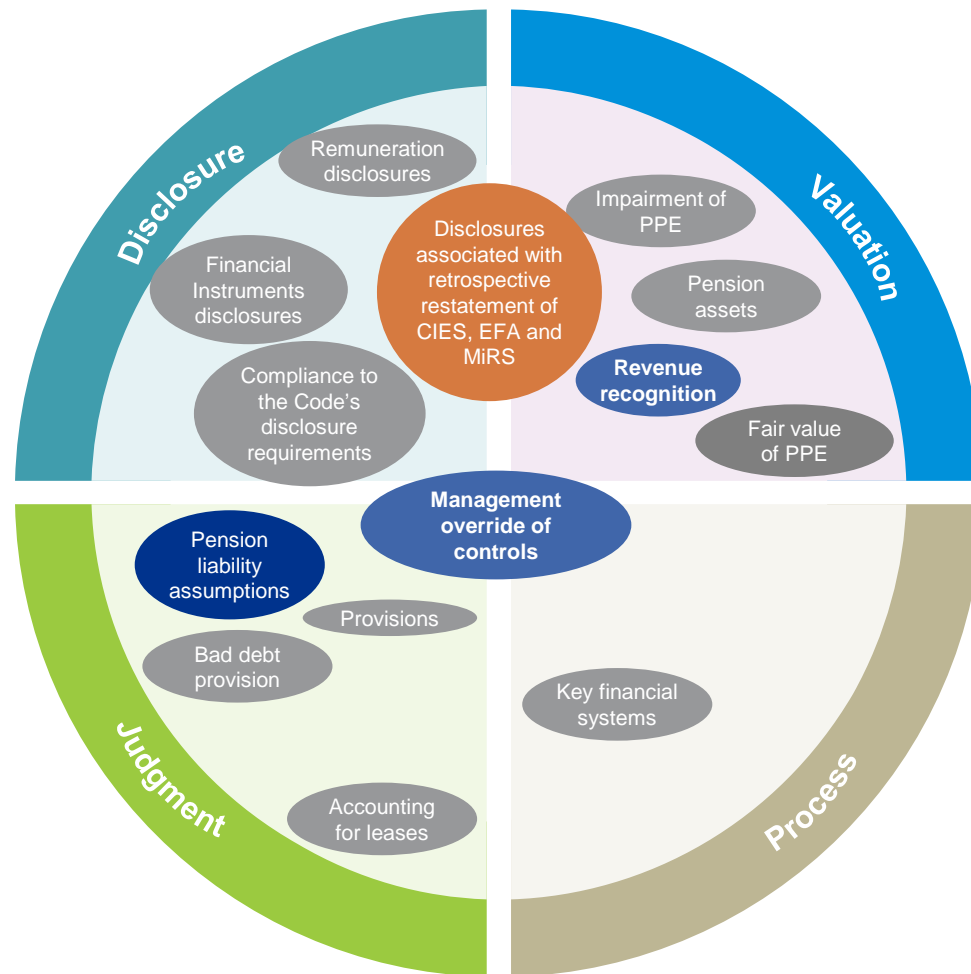 Disclosure
Remuneration
disclosures
Financial
Instruments
disclosures
Compliance to
the Code's
disclosure
requirements
Disclosures
associated with
retrospective
restatement of
CIES, EFA and
MiRS
Valuation
Impairment of
PPE
Pension
assets
Revenue
recognition
Fair value
of PPE
Management
override of
controls
Judgment
Pension
liability
assumptions
Provisions
Bad debt
provision
Accounting
for leases
Process
Key financial
systems